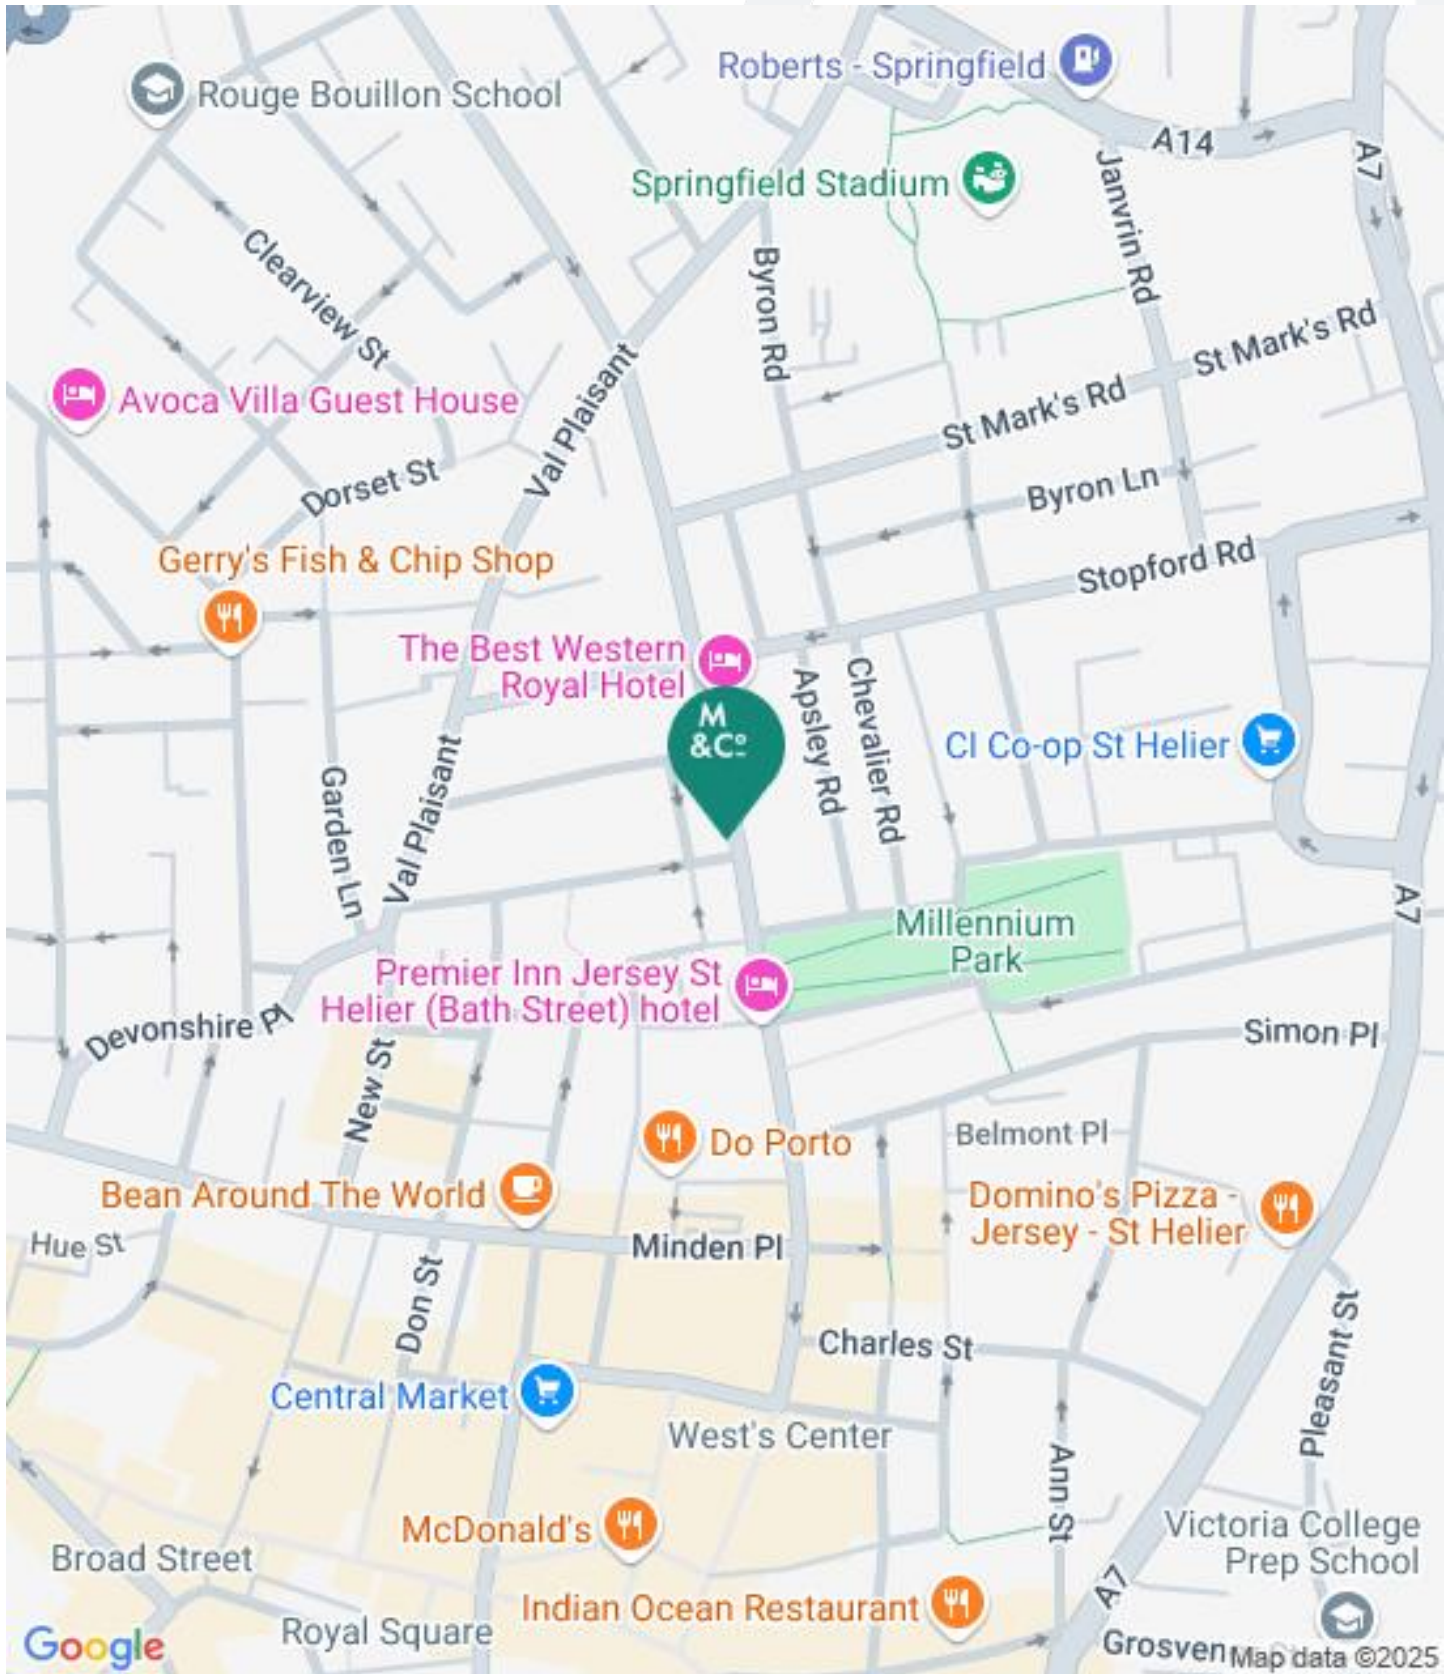 Roberts - Springfield
Rouge Bouillon School
A14
A7
Springfield Stadium
Janvrin Rd
Clearview St
Byron Rd
St Mark's Rd
Avoca Villa Guest House
Val Plaisant
St Mark's Rd
Dorset St
Byron Ln
Gerry's Fish & Chip Shop
Stopford Rd
The Best Western
Royal Hotel
M
&Co
Apsley Rd
Chevalier Rd
CI Co-op St Helier
Garden Ln
Val Plaisant
A7
Millennium
Park
Premier Inn Jersey St
Helier (Bath Street) hotel
Devonshire Pl
Simon Pl
New St
Belmont Pl
Do Porto
Bean Around The World
Domino's Pizza -
Jersey - St Helier
Hue St
Minden Pl
Don St
Charles St
Pleasant St
Central Market
West's Center
Ann St
McDonald's
Victoria College
Prep School
Broad Street
Indian Ocean Restaurant
A7
Royal Square
Google
Map data ©2025